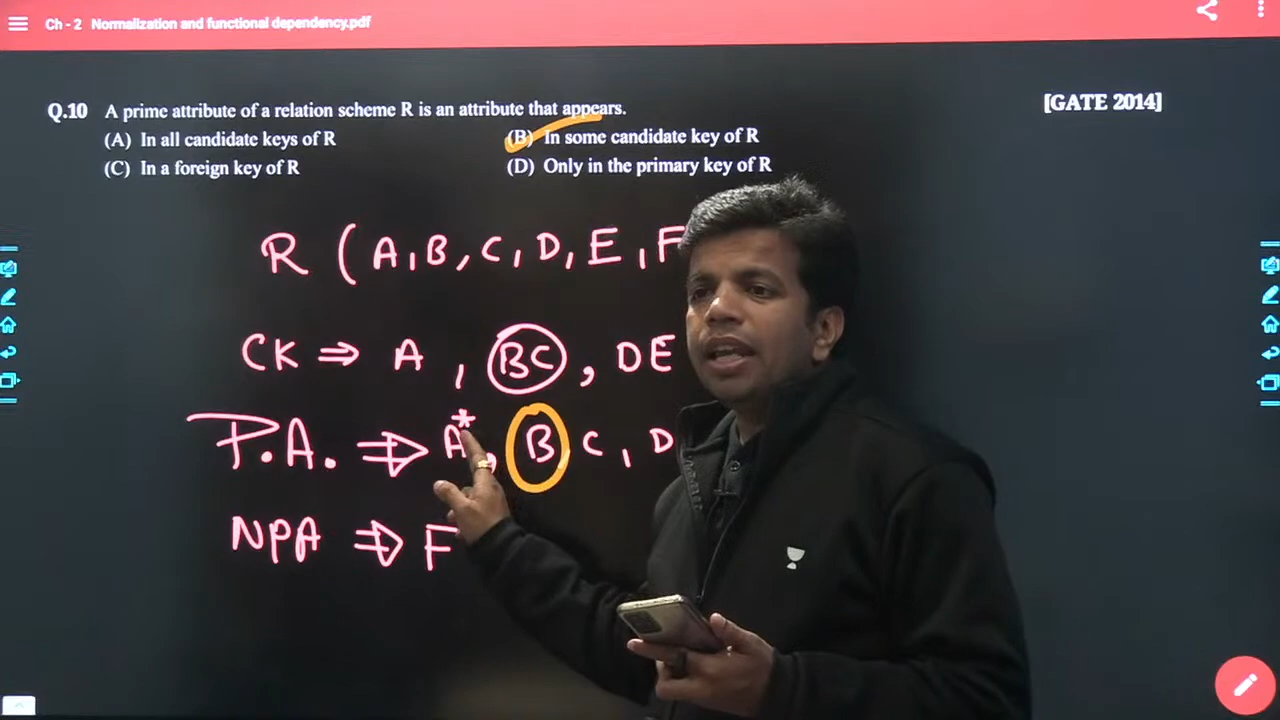 Ch - 2 Normalization and functional dependency.pdf
Q.10 A prime attribute of a relation scheme R is an attribute that appears. [GATE 2014]
(A) In all candidate keys of R (B) In some candidate key of R
(C) In a foreign key of R (D) Only in the primary key of R
R (A, B, C, D, E, F
CK ⇒ A, BC, DE
P.A. ⇒ A*, B C, D
NPA ⇒ F